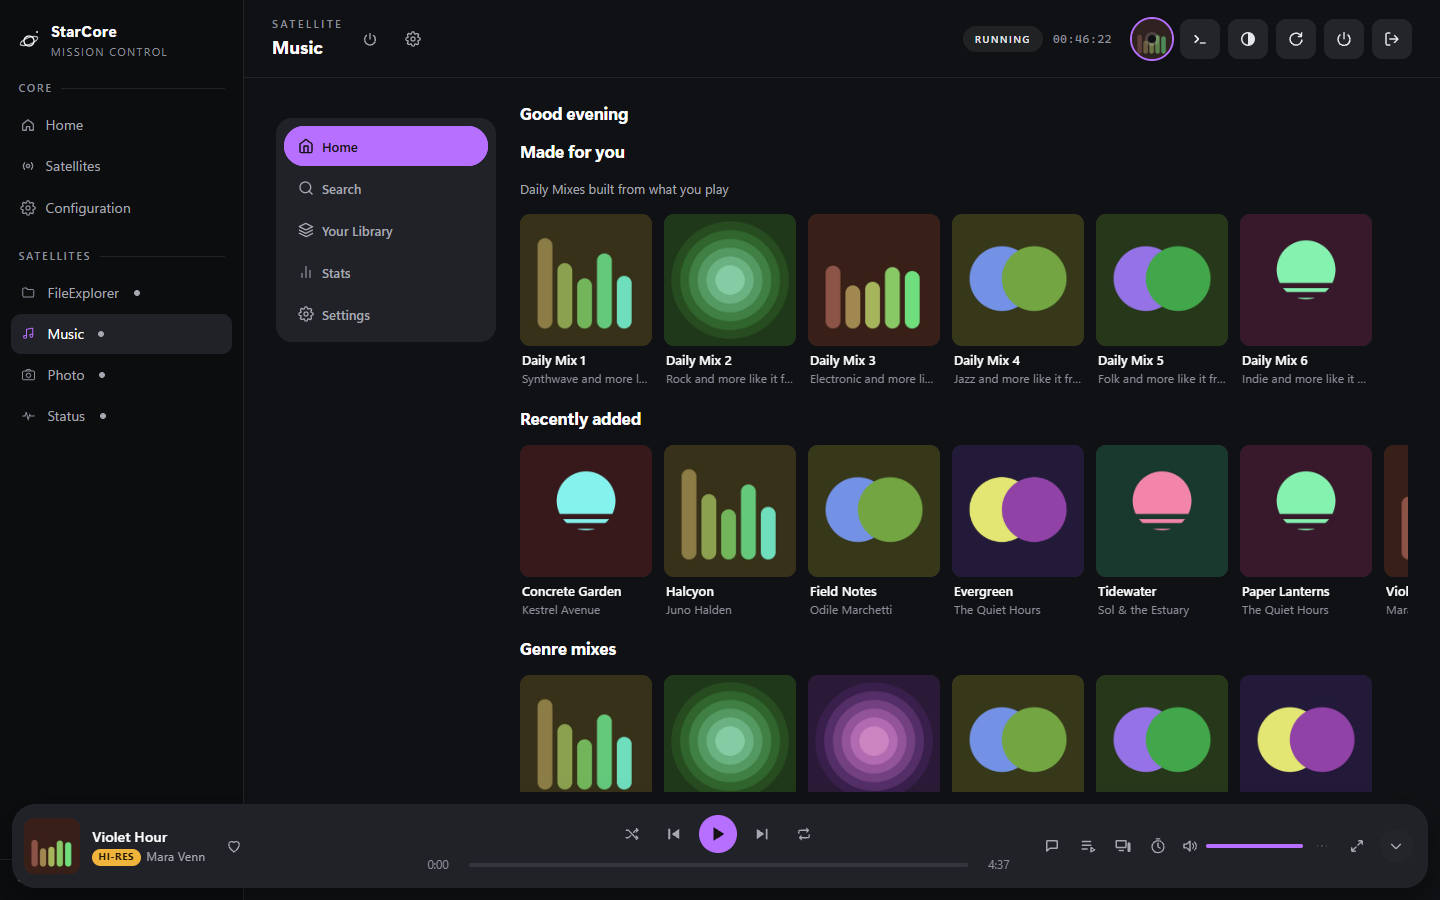 StarCore
MISSION CONTROL
CORE
Home
Satellites
Configuration
SATELLITES
FileExplorer
Music
Photo
Status
SATELLITE
Music
RUNNING
00:46:22
Home
Search
Your Library
Stats
Settings
Good evening
Made for you
Daily Mixes built from what you play
Daily Mix 1
Synthwave and more l...
Daily Mix 2
Rock and more like it f...
Daily Mix 3
Electronic and more li...
Daily Mix 4
Jazz and more like it fr...
Daily Mix 5
Folk and more like it fr...
Daily Mix 6
Indie and more like it ...
Recently added
Concrete Garden
Kestrel Avenue
Halcyon
Juno Halden
Field Notes
Odile Marchetti
Evergreen
The Quiet Hours
Tidewater
Sol & the Estuary
Paper Lanterns
The Quiet Hours
Viol
Mar
Genre mixes
Violet Hour
HI-RES Mara Venn
0:00
4:37